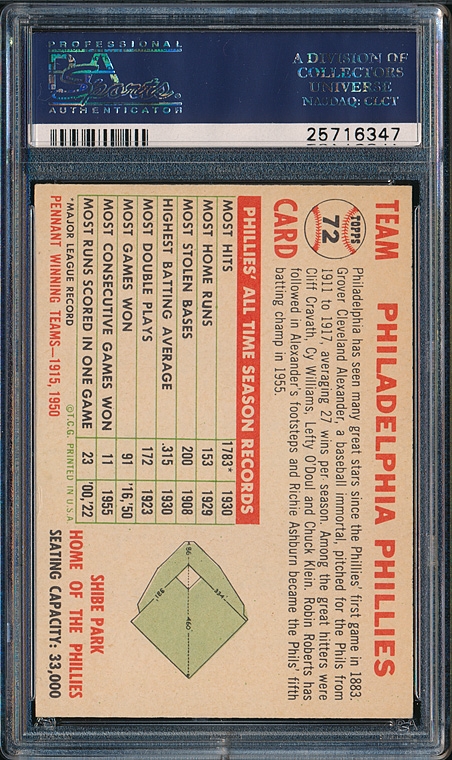 PROFESSIONAL
PSA
Sports
AUTHENTICATOR
A DIVISION OF
COLLECTORS
UNIVERSE
NASDAQ: CLCT
25716347
TEAM CARD
TOPPS
72
PHILADELPHIA PHILLIES
Philadelphia has seen many great stars since the Phillies' first game in 1883.
Grover Cleveland Alexander, a baseball immortal, pitched for the Phils from
1911 to 1917, averaging 27 wins per season. Among the great hitters were
Cliff Cravath, Cy Williams, Lefty O'Doul and Chuck Klein. Robin Roberts has
followed in Alexander's footsteps and Richie Ashburn became the Phils' fifth
batting champ in 1955.
PHILLIES' ALL TIME SEASON RECORDS
MOST HITS 1783* 1930
MOST HOME RUNS 153 1929
MOST STOLEN BASES 200 1908
HIGHEST BATTING AVERAGE .315 1930
MOST DOUBLE PLAYS 172 1923
MOST GAMES WON 91 '16,'50
MOST CONSECUTIVE GAMES WON 11 1955
MOST RUNS SCORED IN ONE GAME 23 '00,'22
*MAJOR LEAGUE RECORD
©T.C.G. PRINTED IN U.S.A
PENNANT WINNING TEAMS—1915, 1950
86
334
460
SHIBE PARK
HOME OF THE PHILLIES
SEATING CAPACITY: 33,000